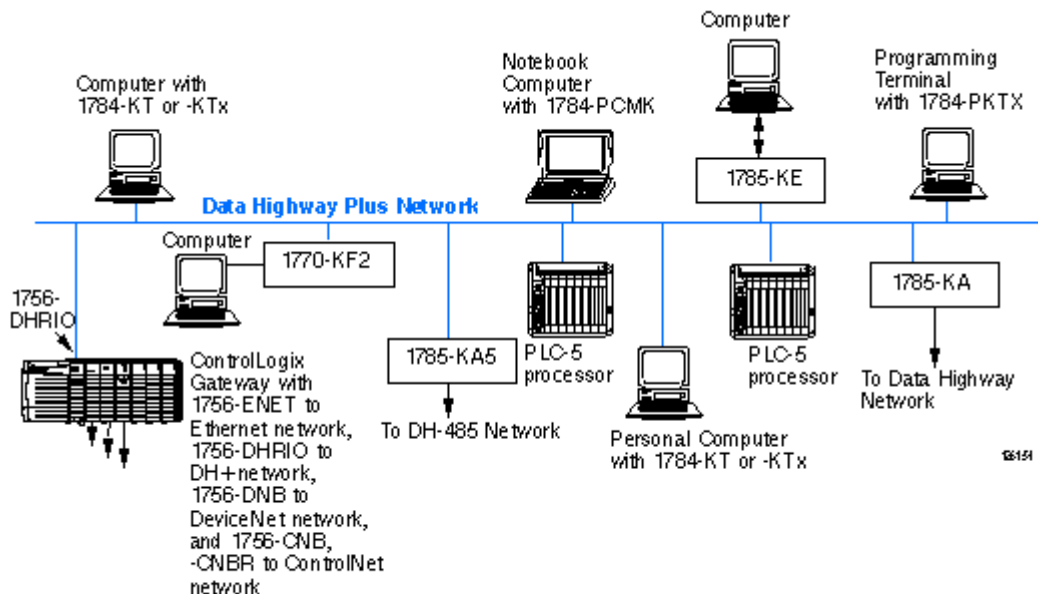 Computer
Computer with
1784-KT or -KTx
Notebook
Computer
with 1784-PCMK
Programming
Terminal
with 1784-PKTX
1785-KE
Data Highway Plus Network
Computer
1770-KF2
1785-KA
1756-
DHRIO
1785-KA5
PLC-5
processor
PLC-5
processor
ControlLogix
Gateway with
1756-ENET to
Ethernet network,
1756-DHRIO to
DH+network,
1756-DNB to
DeviceNet network,
and 1756-CNB,
-CNBR to ControlNet
network
To DH-485 Network
To Data Highway
Network
Personal Computer
with 1784-KT or -KTx